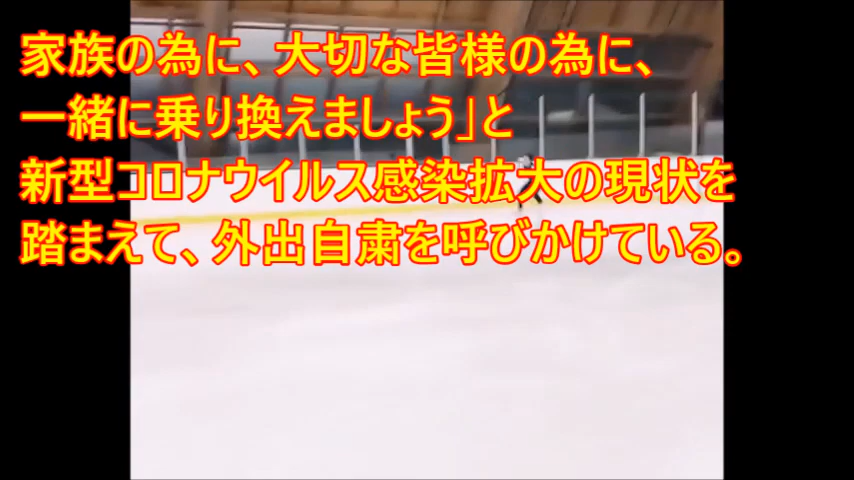 家族の為に、大切な皆様の為に、
一緒に乗り換えましょう」と
新型コロナウイルス感染拡大の現状を
踏まえて、外出自粛を呼びかけている。